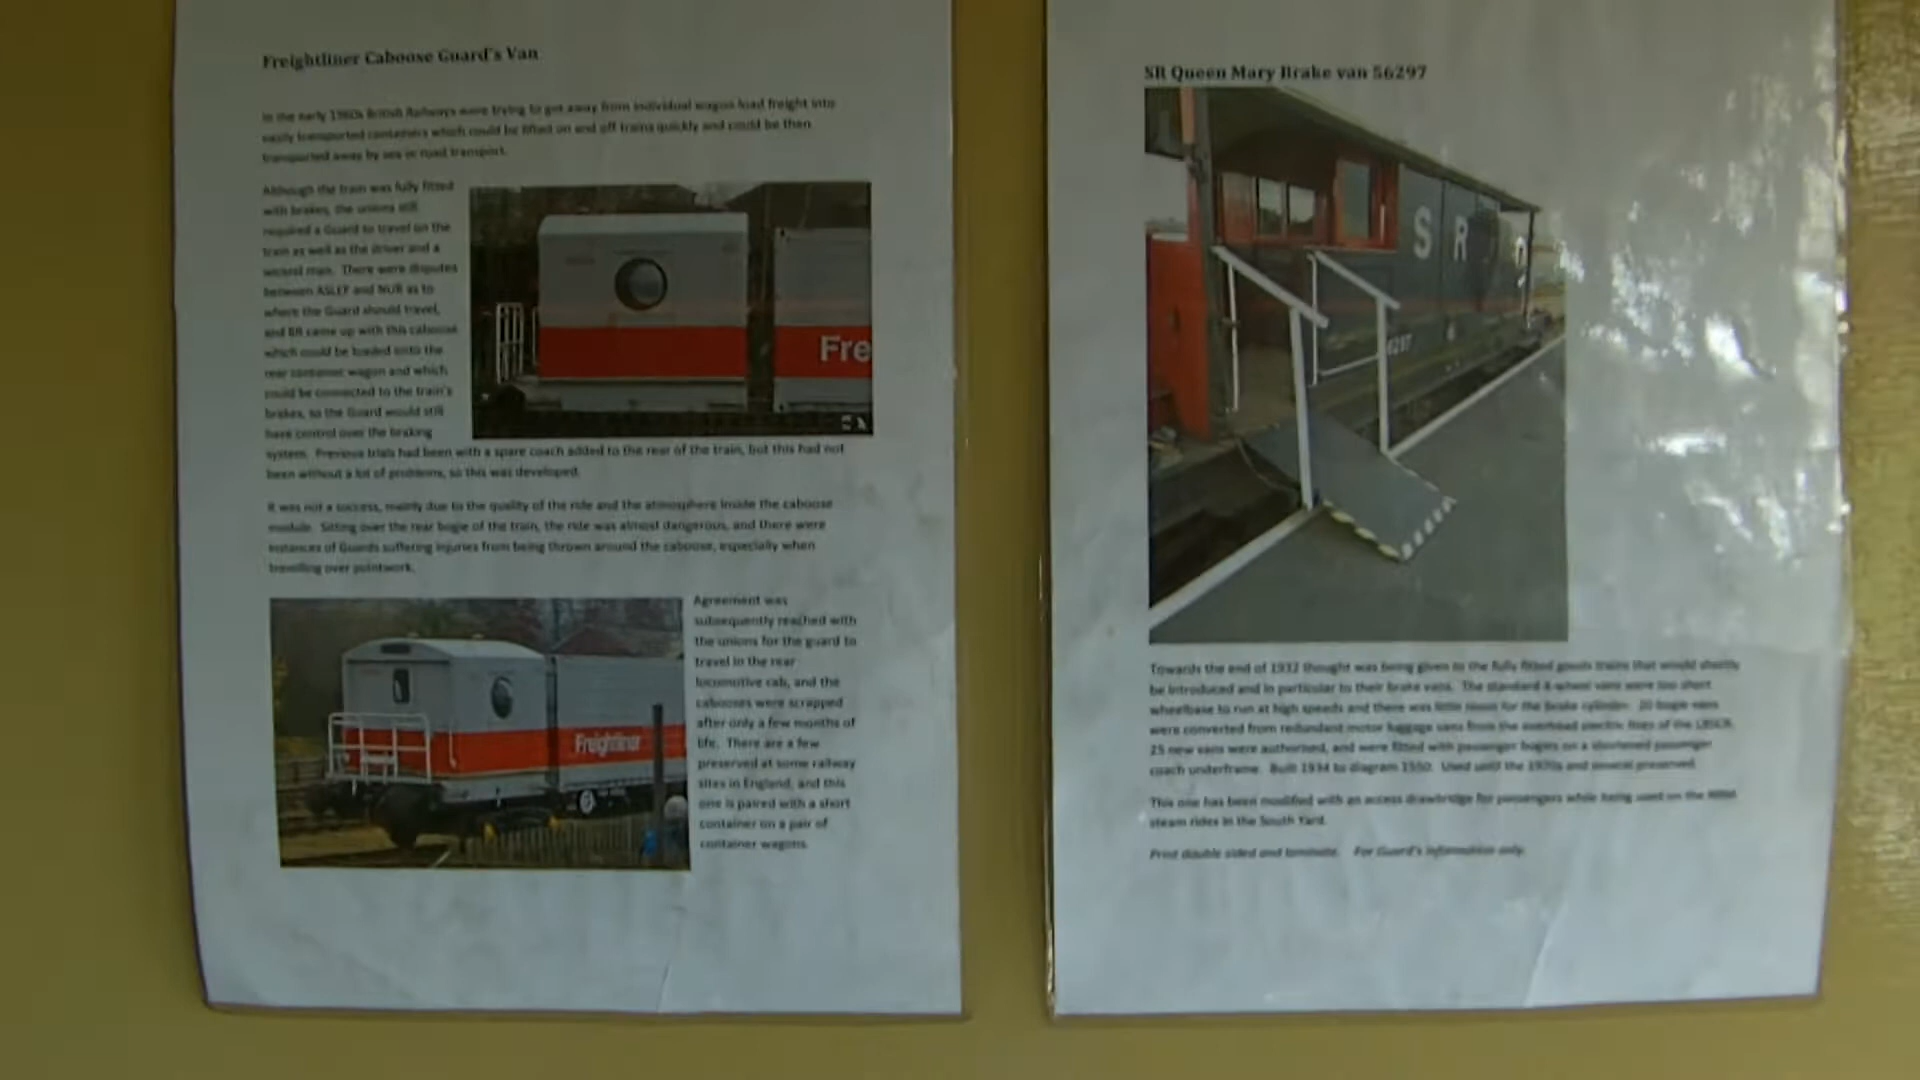 Freightliner Caboose Guard's Van
In the early 1960s British Railways were trying to get away from individual wagon load freight into
easily transported containers which could be lifted on and off trains quickly and could be then
transported away by sea or road transport.
Although the train was fully fitted
with brakes, the unions still
required a Guard to travel on the
train as well as the driver and a
second man. There were disputes
between ASLEF and NUR as to
where the Guard should travel,
and BR came up with this caboose
which could be loaded onto the
rear container wagon and which
could be connected to the train's
brakes, so the Guard would still
have control over the braking
system. Previous trials had been with a spare coach added to the rear of the train, but this had not
been without a lot of problems, so this was developed.
Fre
It was not a success, mainly due to the quality of the ride and the atmosphere inside the caboose
module. Sitting over the rear bogie of the train, the ride was almost dangerous, and there were
instances of Guards suffering injuries from being thrown around the caboose, especially when
travelling over pointwork.
Freightliner
Agreement was
subsequently reached with
the unions for the guard to
travel in the rear
locomotive cab, and the
cabooses were scrapped
after only a few months of
life. There are a few
preserved at some railway
sites in England, and this
one is paired with a short
container on a pair of
container wagons.
SR Queen Mary Brake van 56297
S R
6297
Towards the end of 1932 thought was being given to the fully fitted goods trains that would shortly
be introduced and in particular to their brake vans. The standard 4-wheel vans were too short
wheelbase to run at high speeds and there was little room for the brake cylinder. 20 bogie vans
were converted from redundant motor luggage vans from the overhead electric lines of the LBSCR.
25 new vans were authorised, and were fitted with passenger bogies on a shortened passenger
coach underframe. Built 1934 to diagram 1550. Used until the 1970s and several preserved.
This one has been modified with an access drawbridge for passengers while being used on the
steam rides in the South Yard.
Print double sided and laminate. For Guard's information only.